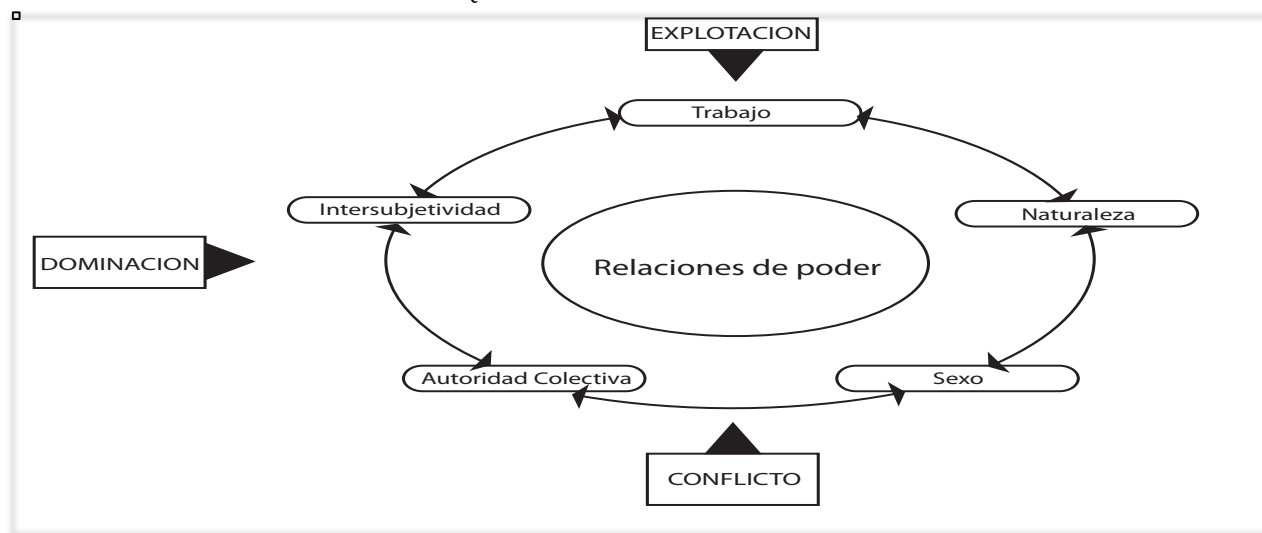 EXPLOTACION
Trabajo
Intersubjetividad
Naturaleza
DOMINACION
Relaciones de poder
Autoridad Colectiva
Sexo
CONFLICTO